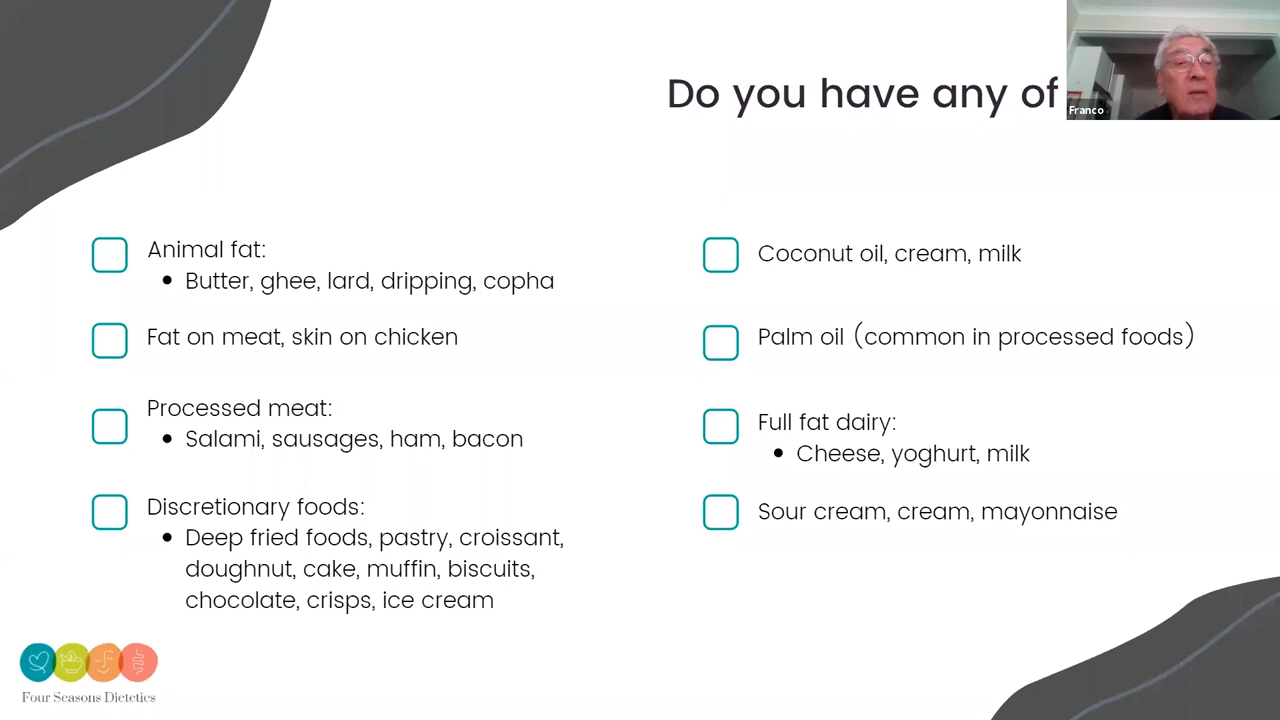 Do you have any of
Franco
Animal fat:
• Butter, ghee, lard, dripping, copha
Fat on meat, skin on chicken
Processed meat:
• Salami, sausages, ham, bacon
Discretionary foods:
• Deep fried foods, pastry, croissant,
doughnut, cake, muffin, biscuits,
chocolate, crisps, ice cream
Coconut oil, cream, milk
Palm oil (common in processed foods)
Full fat dairy:
• Cheese, yoghurt, milk
Sour cream, cream, mayonnaise
Four Seasons Dietetics